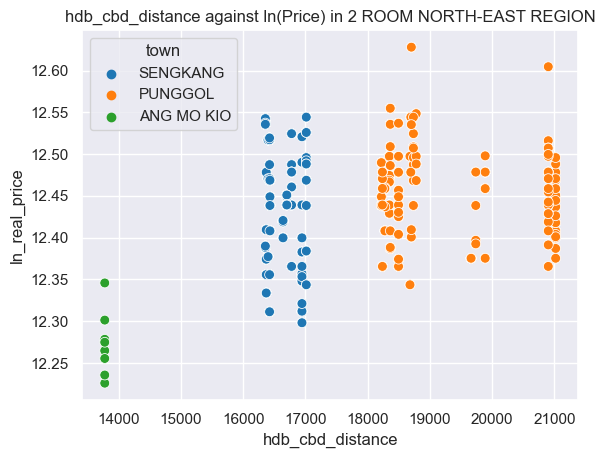 hdb_cbd_distance against ln(Price) in 2 ROOM NORTH-EAST REGION
town
SENGKANG
PUNGGOL
ANG MO KIO
12.60
12.55
12.50
12.45
12.40
12.35
12.30
12.25
ln_real_price
14000 15000 16000 17000 18000 19000 20000 21000
hdb_cbd_distance